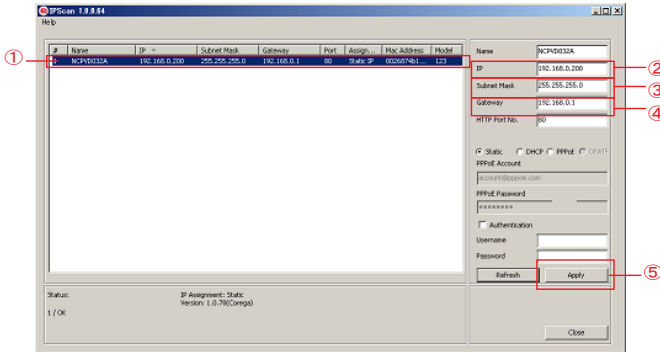 IPScan 1.0.0.64
Help
# Name IP Subnet Mask Gateway Port Assign... Mac Address Model
① NCPVD032A 192.168.0.200 255.255.255.0 192.168.0.1 80 Static IP 0026874b1... 123
Name NCPVD032A
IP 192.168.0.200 ②
Subnet Mask 255.255.255.0 ③
Gateway 192.168.0.1 ④
HTTP Port No. 80
Static DHCP PPPoE
PPPoE Account
account@pppoe.com
PPPoE Password
********
Authentication
Username
Password
Refresh Apply ⑤
Status: IP Assignment: Static
Version: 1.0.78(Corega)
1 / OK
Close